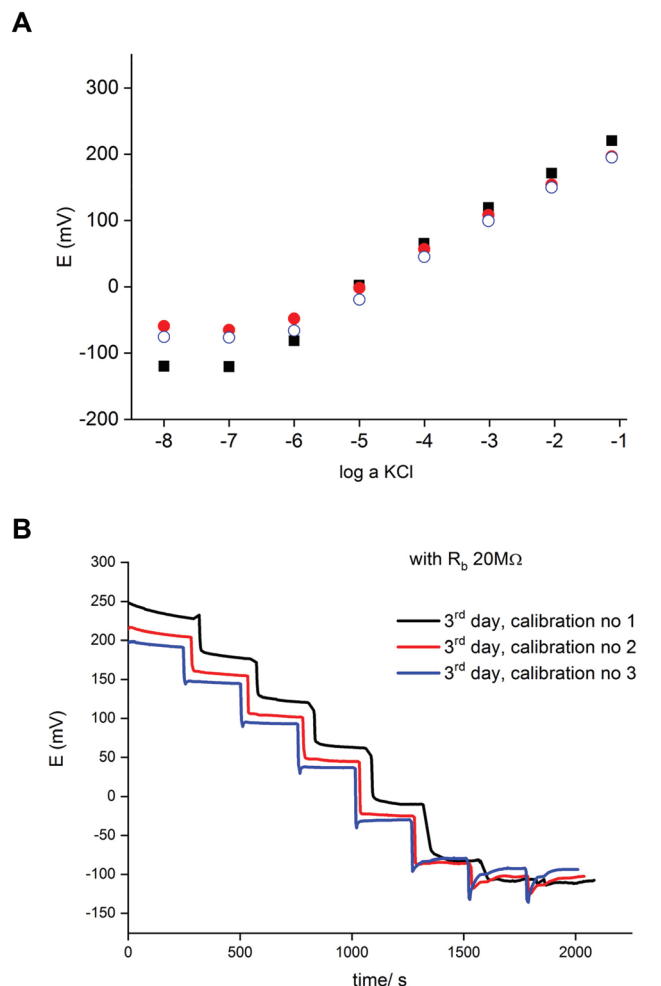 A
300
200
100
0
-100
-200
E (mV)
-8 -7 -6 -5 -4 -3 -2 -1
log a KCl
B
with Rb 20MΩ
3rd day, calibration no 1
3rd day, calibration no 2
3rd day, calibration no 3
300
250
200
150
100
50
0
-50
-100
-150
E (mV)
0 500 1000 1500 2000
time/ s